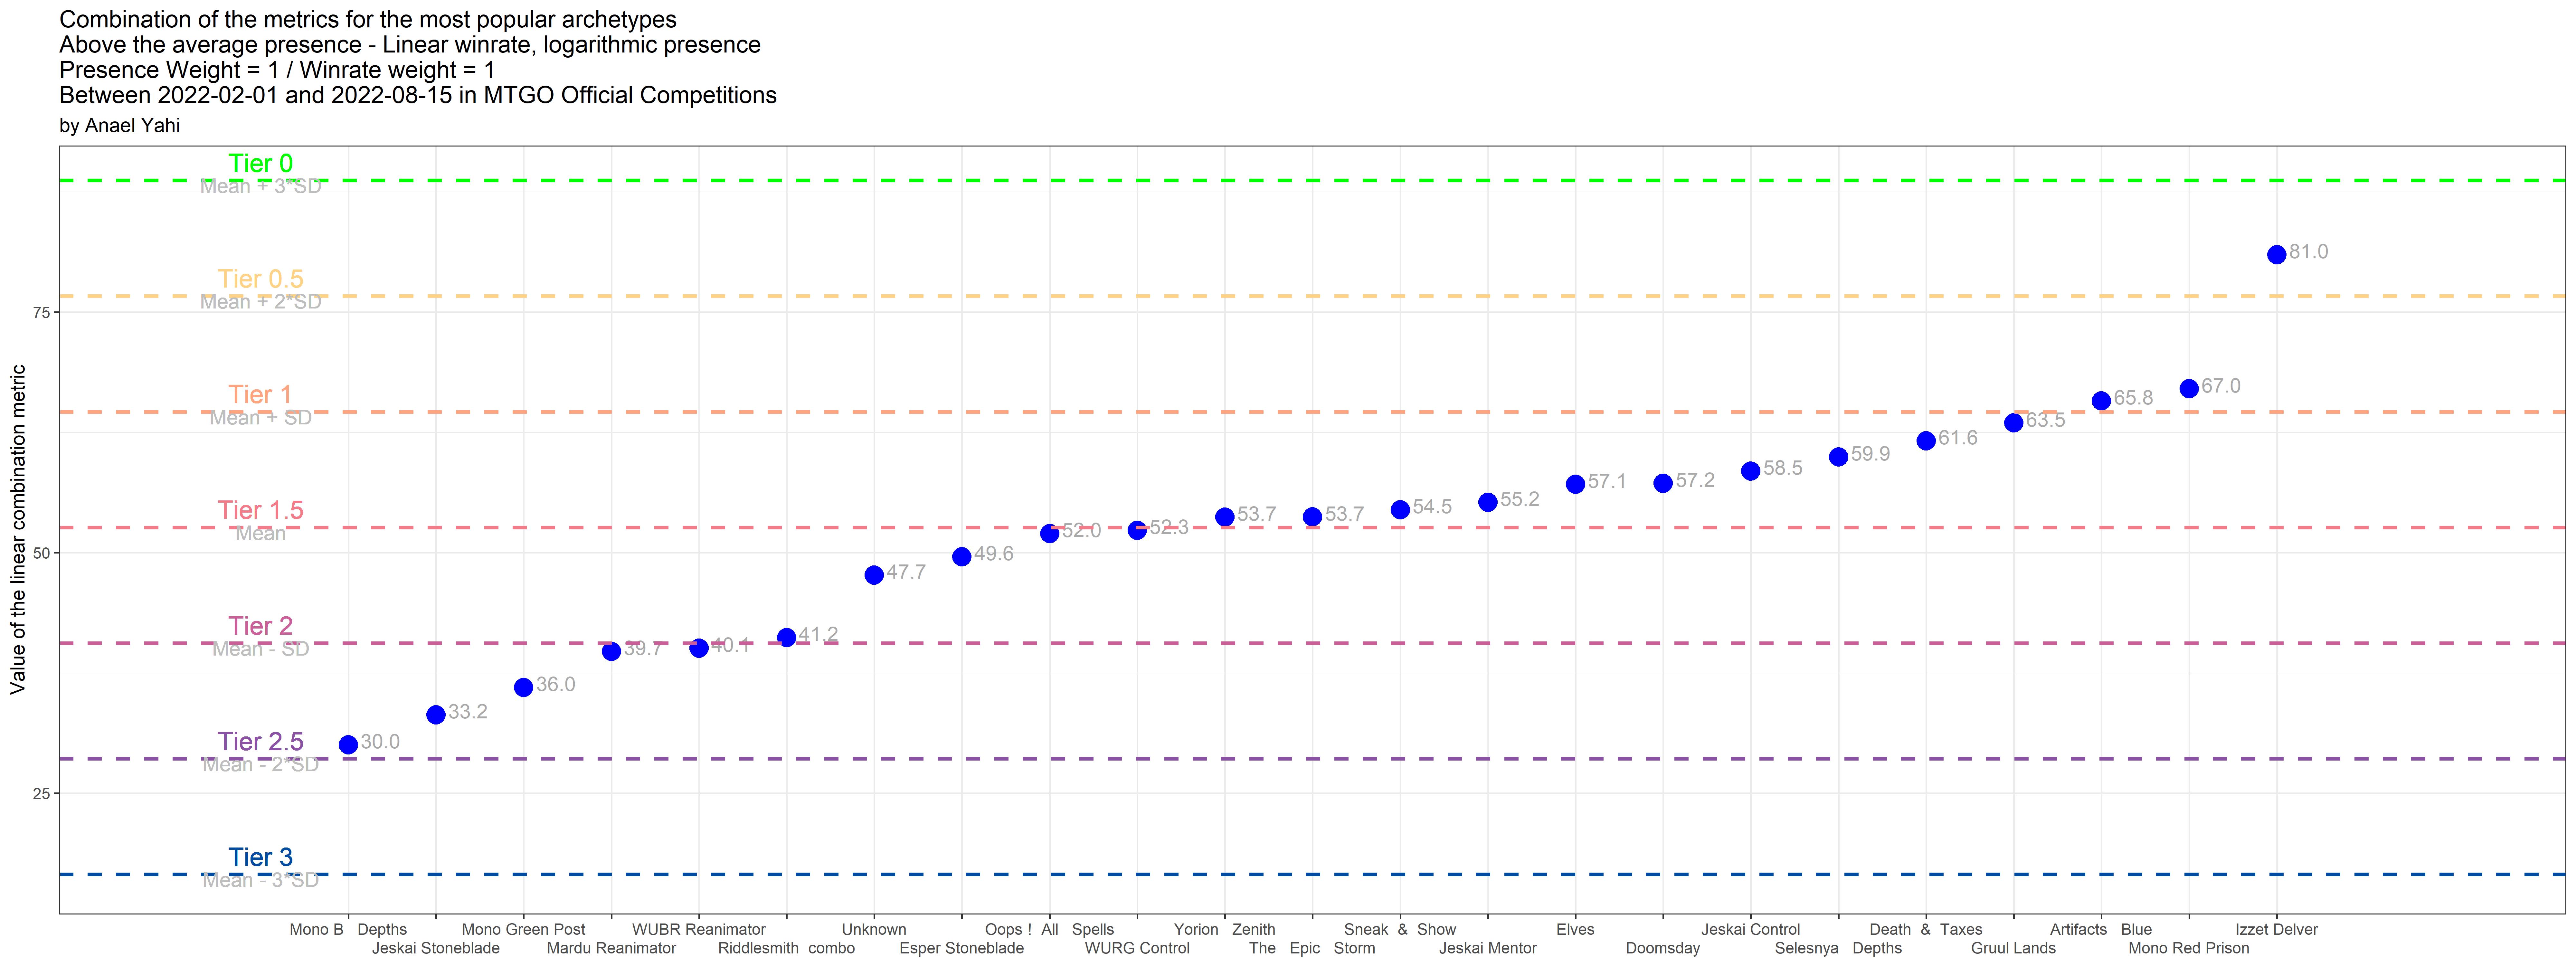 Combination of the metrics for the most popular archetypes
Above the average presence - Linear winrate, logarithmic presence
Presence Weight = 1 / Winrate weight = 1
Between 2022-02-01 and 2022-08-15 in MTGO Official Competitions
by Anael Yahi
Tier 0
Mean + 3*SD
81.0
Tier 0.5
Mean + 2*SD
75
Tier 1
Mean + SD
67.0
65.8
63.5
61.6
59.9
58.5
57.2
57.1
55.2
54.5
53.7
53.7
Tier 1.5
Mean
52.3
52.0
50
49.6
47.7
Tier 2
Mean - SD
41.2
40.1
39.7
36.0
33.2
30.0
Tier 2.5
Mean - 2*SD
25
Tier 3
Mean - 3*SD
Value of the linear combination metric
Mono B Depths
Jeskai Stoneblade
Mono Green Post
Mardu Reanimator
WUBR Reanimator
Riddlesmith combo
Unknown
Esper Stoneblade
Oops ! All Spells
WURG Control
Yorion Zenith
The Epic Storm
Sneak & Show
Jeskai Mentor
Elves
Doomsday
Jeskai Control
Selesnya Depths
Death & Taxes
Gruul Lands
Artifacts Blue
Mono Red Prison
Izzet Delver